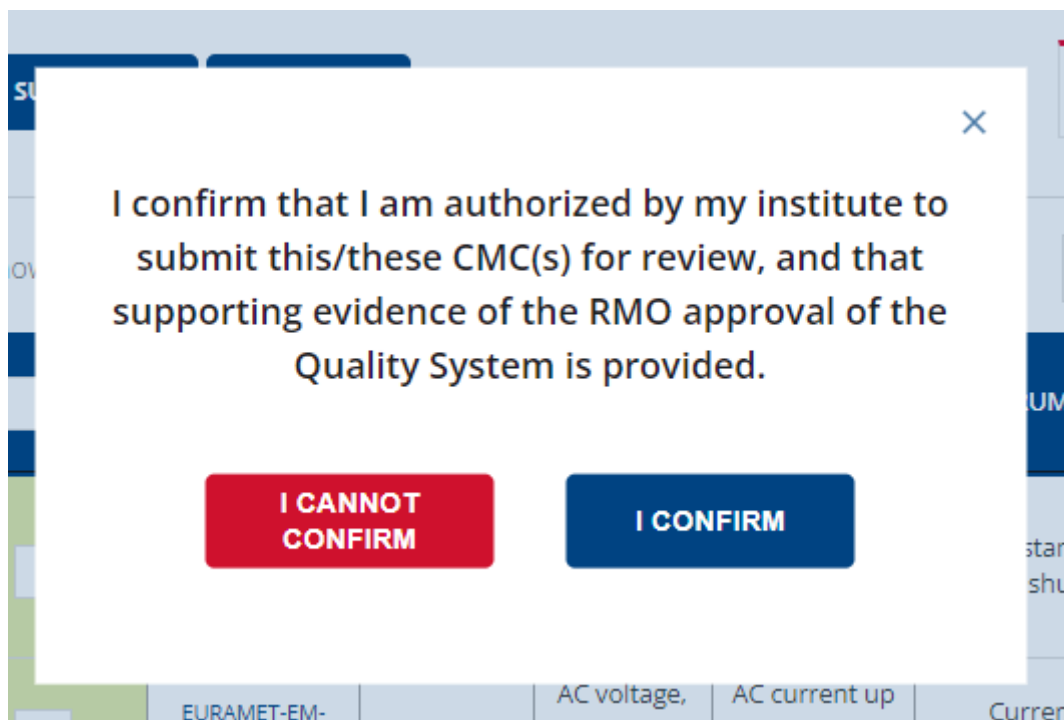 I confirm that I am authorized by my institute to
submit this/these CMC(s) for review, and that
supporting evidence of the RMO approval of the
Quality System is provided.
I CANNOT
CONFIRM
I CONFIRM
AC voltage,
AC current up
EURAMET-EM-